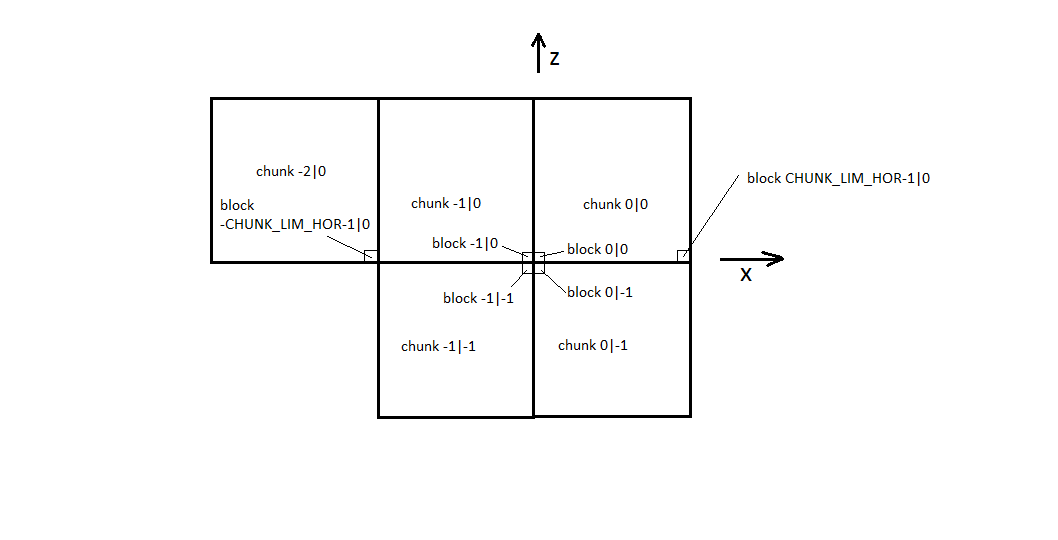 Z
chunk -2|0
block CHUNK_LIM_HOR-1|0
block
-CHUNK_LIM_HOR-1|0
chunk -1|0
chunk 0|0
block -1|0
block 0|0
X
block -1|-1
block 0|-1
chunk -1|-1
chunk 0|-1